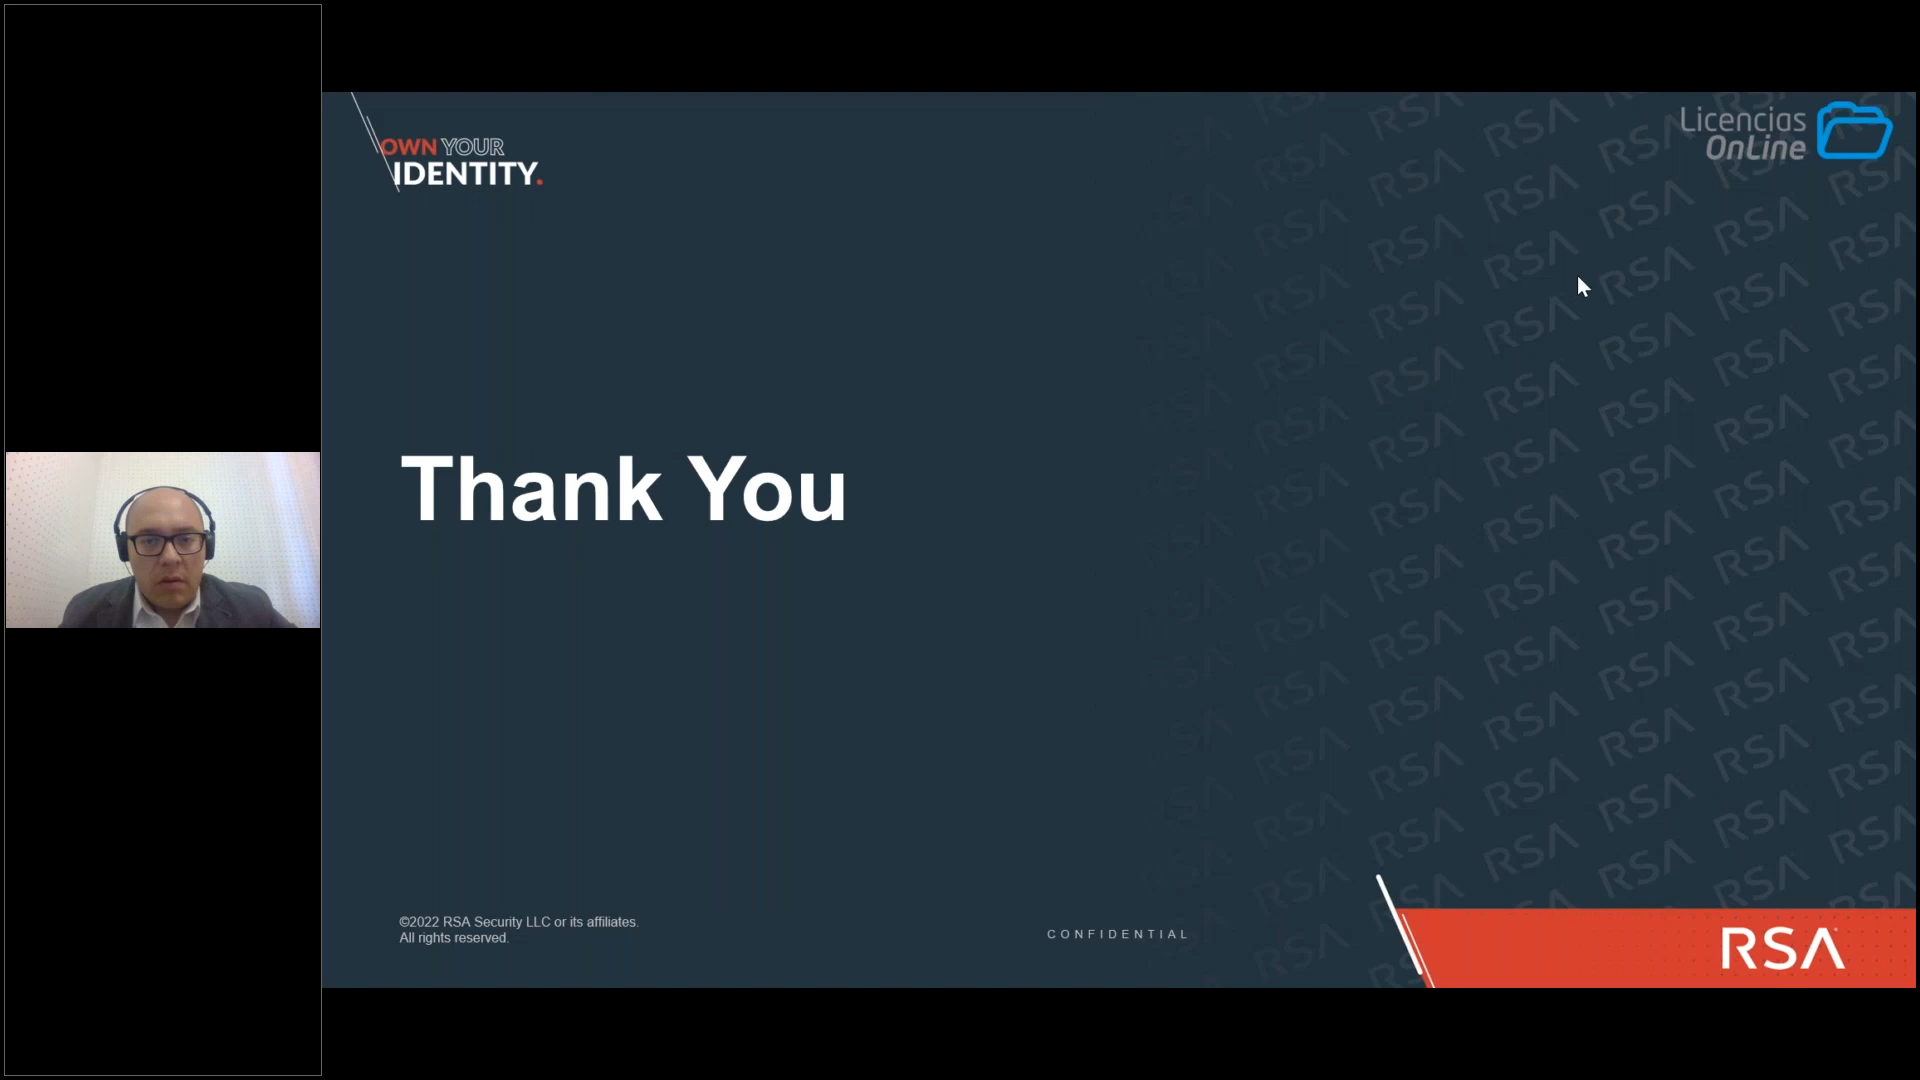 OWN YOUR
IDENTITY.
Licencias
OnLine
Thank You
©2022 RSA Security LLC or its affiliates.
All rights reserved.
CONFIDENTIAL
RSA